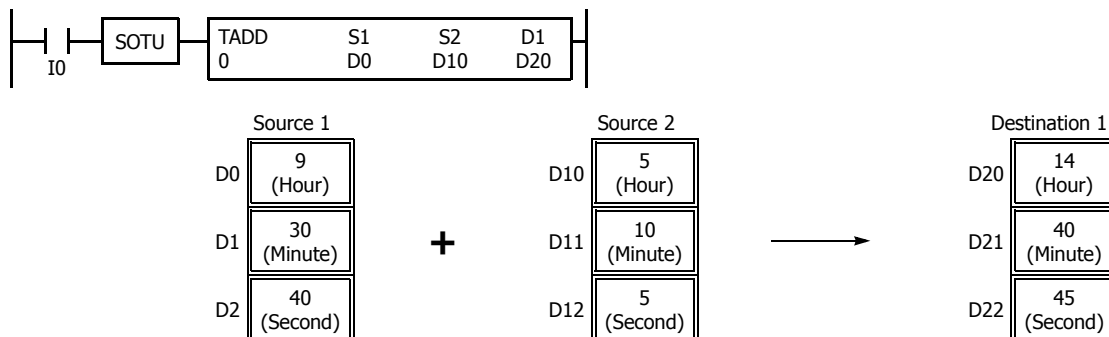 SOTU
TADD S1 S2 D1
0 D0 D10 D20
I0
Source 1 Source 2 Destination 1
D0 9 (Hour) D10 5 (Hour) D20 14 (Hour)
D1 30 (Minute) + D11 10 (Minute) D21 40 (Minute)
D2 40 (Second) D12 5 (Second) D22 45 (Second)